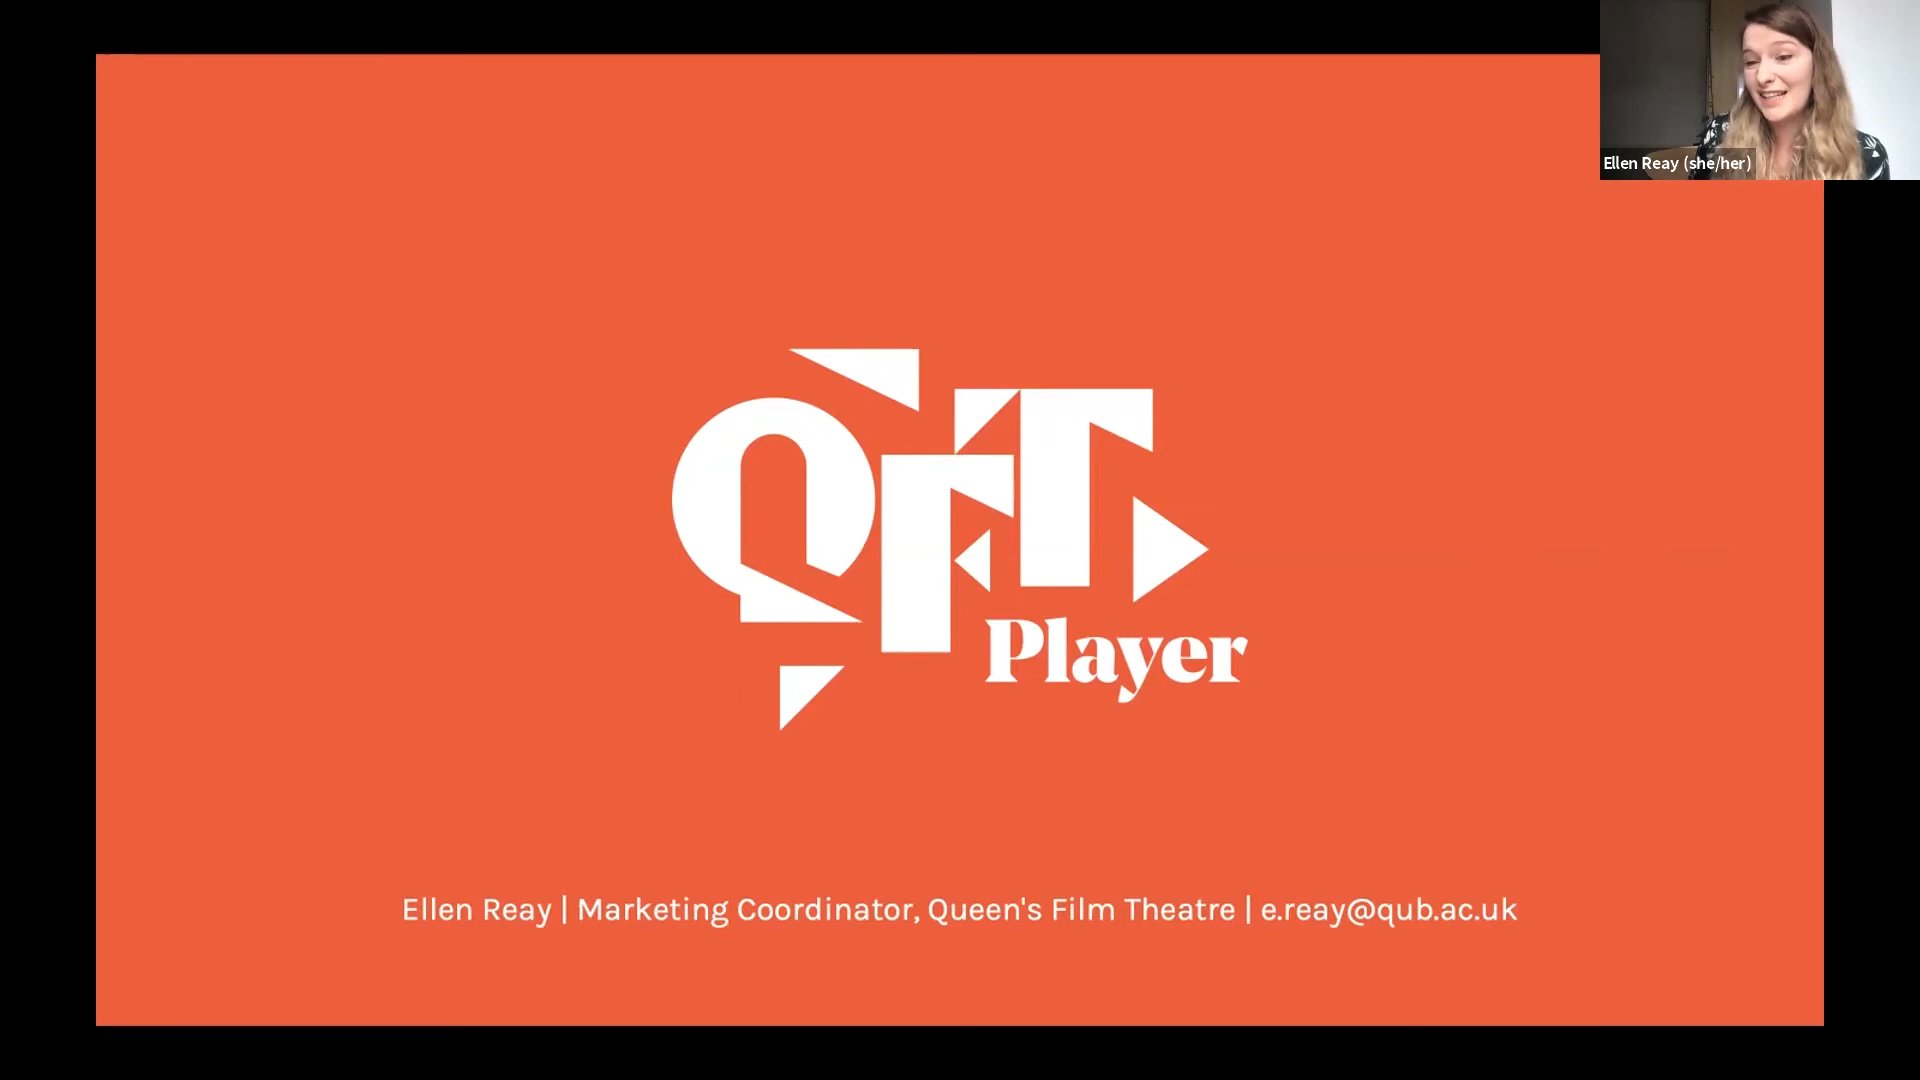 Ellen Reay (she/her)
QFT
Player
Ellen Reay | Marketing Coordinator, Queen's Film Theatre | e.reay@qub.ac.uk